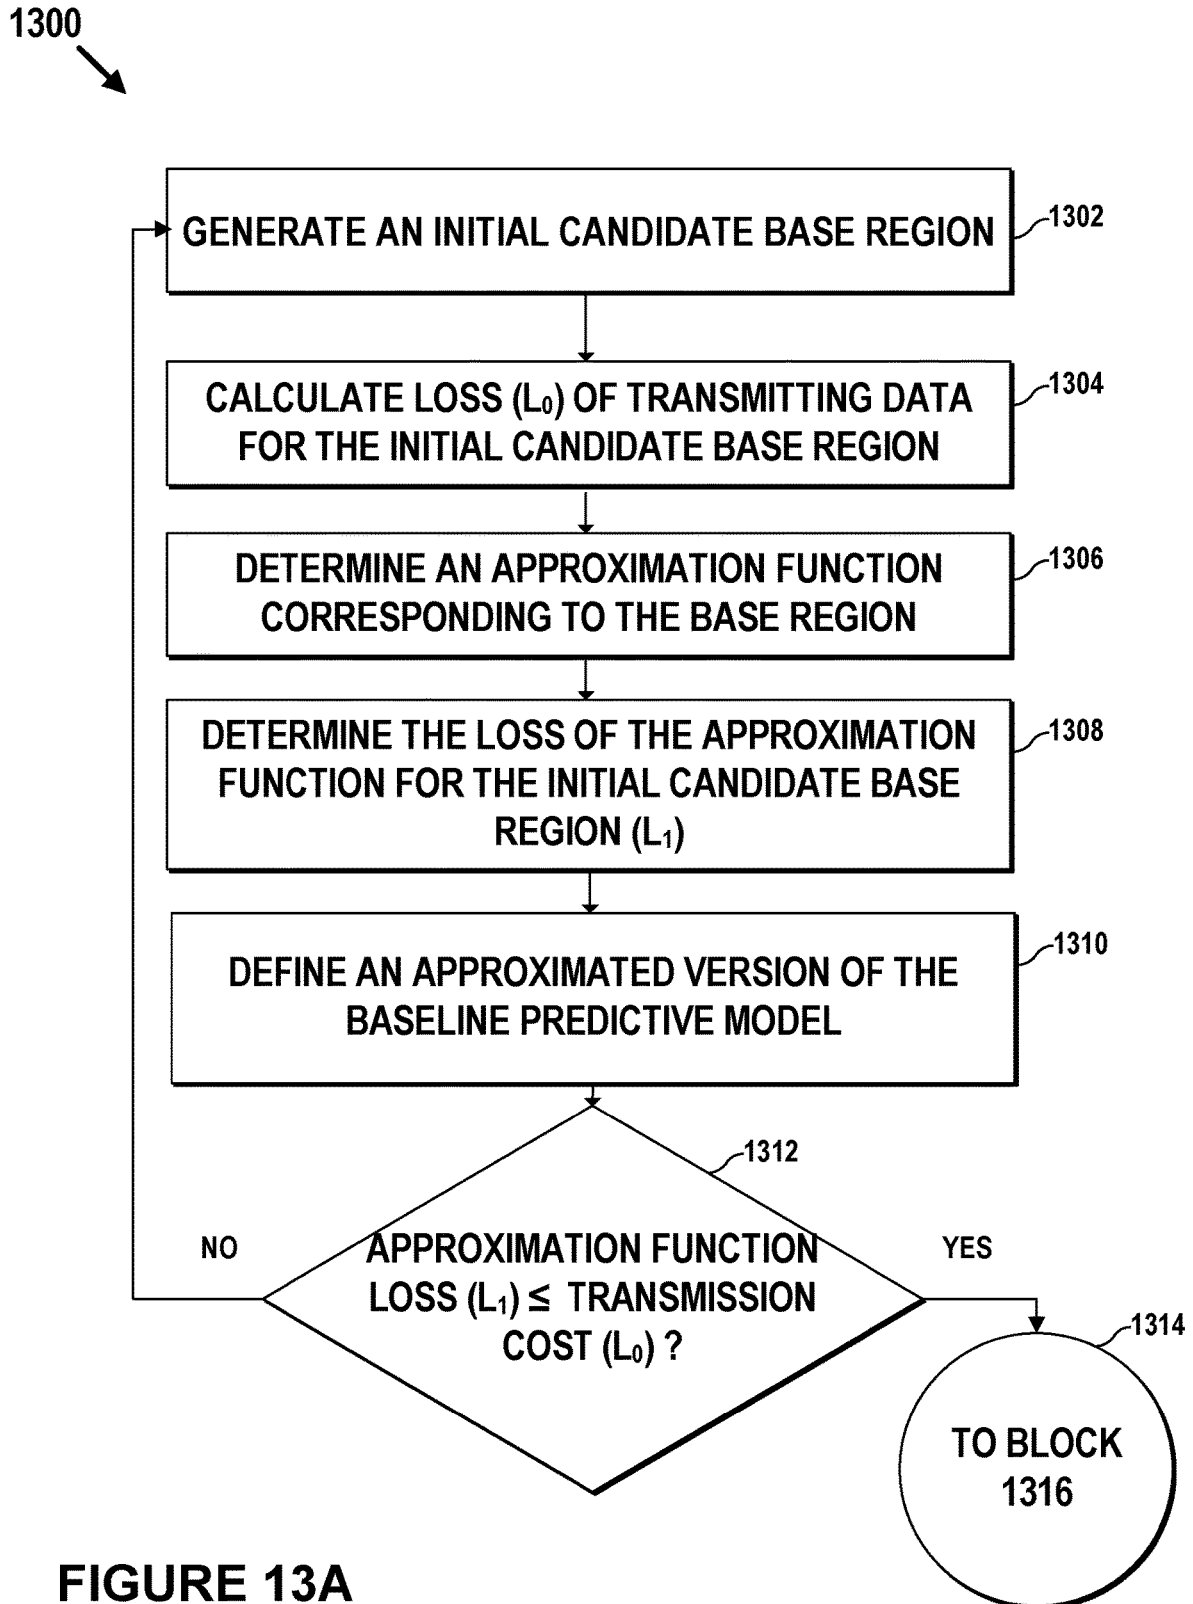 1300
GENERATE AN INITIAL CANDIDATE BASE REGION
1302
CALCULATE LOSS (L₀) OF TRANSMITTING DATA
FOR THE INITIAL CANDIDATE BASE REGION
1304
DETERMINE AN APPROXIMATION FUNCTION
CORRESPONDING TO THE BASE REGION
1306
DETERMINE THE LOSS OF THE APPROXIMATION
FUNCTION FOR THE INITIAL CANDIDATE BASE
REGION (L₁)
1308
DEFINE AN APPROXIMATED VERSION OF THE
BASELINE PREDICTIVE MODEL
1310
1312
NO
APPROXIMATION FUNCTION
LOSS (L₁) ≤ TRANSMISSION
COST (L₀) ?
YES
1314
TO BLOCK
1316
FIGURE 13A